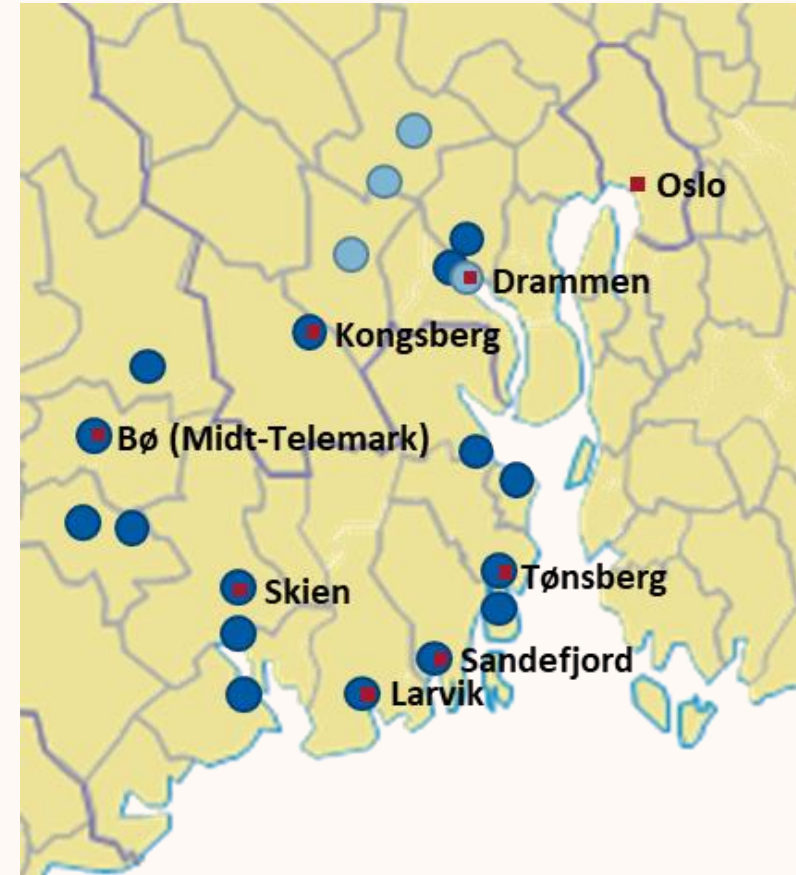 Oslo
Drammen
Kongsberg
Bø (Midt-Telemark)
Tønsberg
Skien
Sandefjord
Larvik